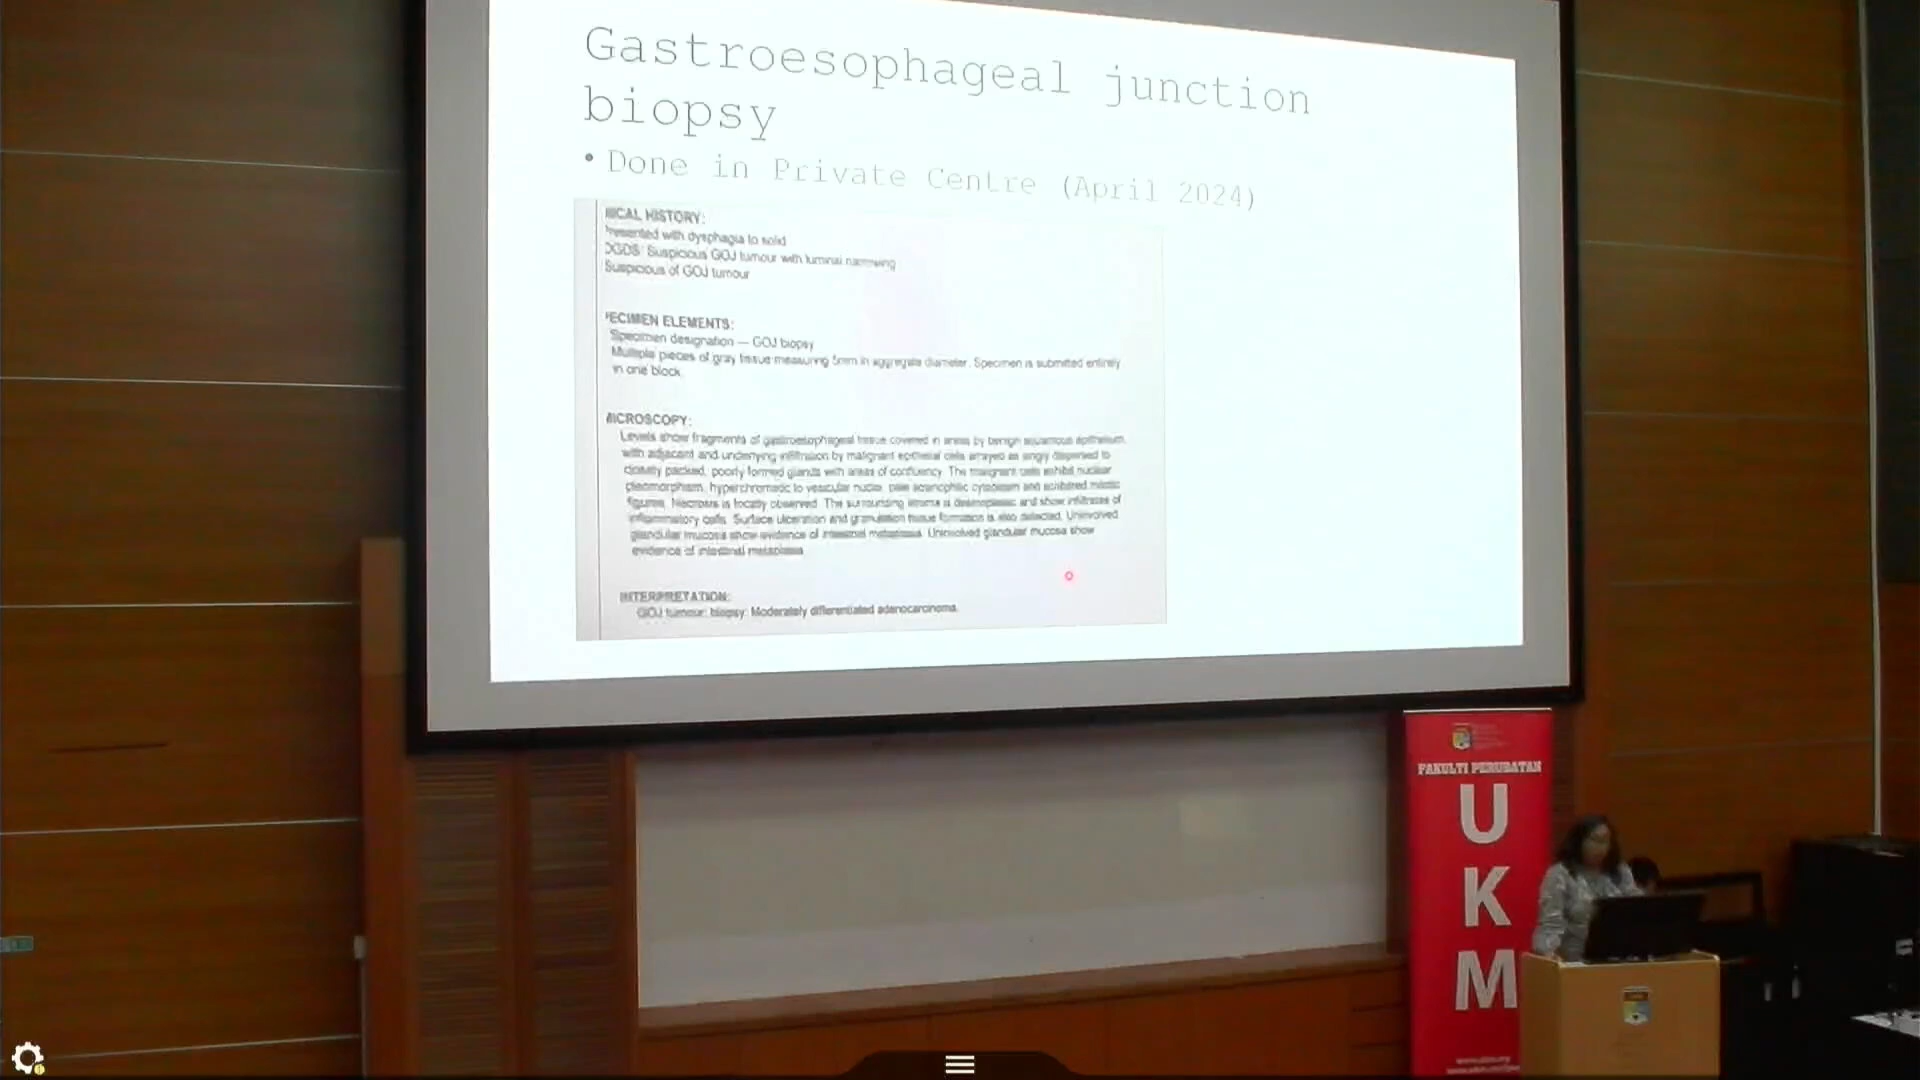 Gastroesophageal junction
biopsy
• Done in Private Centre (April 2024)
ICAL HISTORY:
Presented with dysphagia to solid
OGDS: Suspicious GOJ tumour with luminal narrowing
Suspicious of GOJ tumour
PECIMEN ELEMENTS:
Specimen designation — GOJ biopsy
Multiple pieces of gray tissue measuring 5mm in aggregate diameter. Specimen is submitted entirely
in one block.
MICROSCOPY:
Levels show fragments of gastroesophageal tissue covered in areas by benign squamous epithelium,
with adjacent and underlying infiltration by malignant epithelial cells arrayed as singly dispersed to
closely packed, poorly formed glands with areas of confluency. The malignant cells exhibit nuclear
pleomorphism, hyperchromatic to vesicular nuclei, pale eosinophilic cytoplasm and scattered mitotic
figures. Necrosis is focally observed. The surrounding stroma is desmoplastic and show infiltrates of
inflammatory cells. Surface ulceration and granulation tissue formation is also detected. Uninvolved
glandular mucosa show evidence of intestinal metaplasia. Uninvolved glandular mucosa show
evidence of intestinal metaplasia
INTERPRETATION:
GOJ tumour; biopsy: Moderately differentiated adenocarcinoma.
FAKULTI PERUBATAN
U
K
M